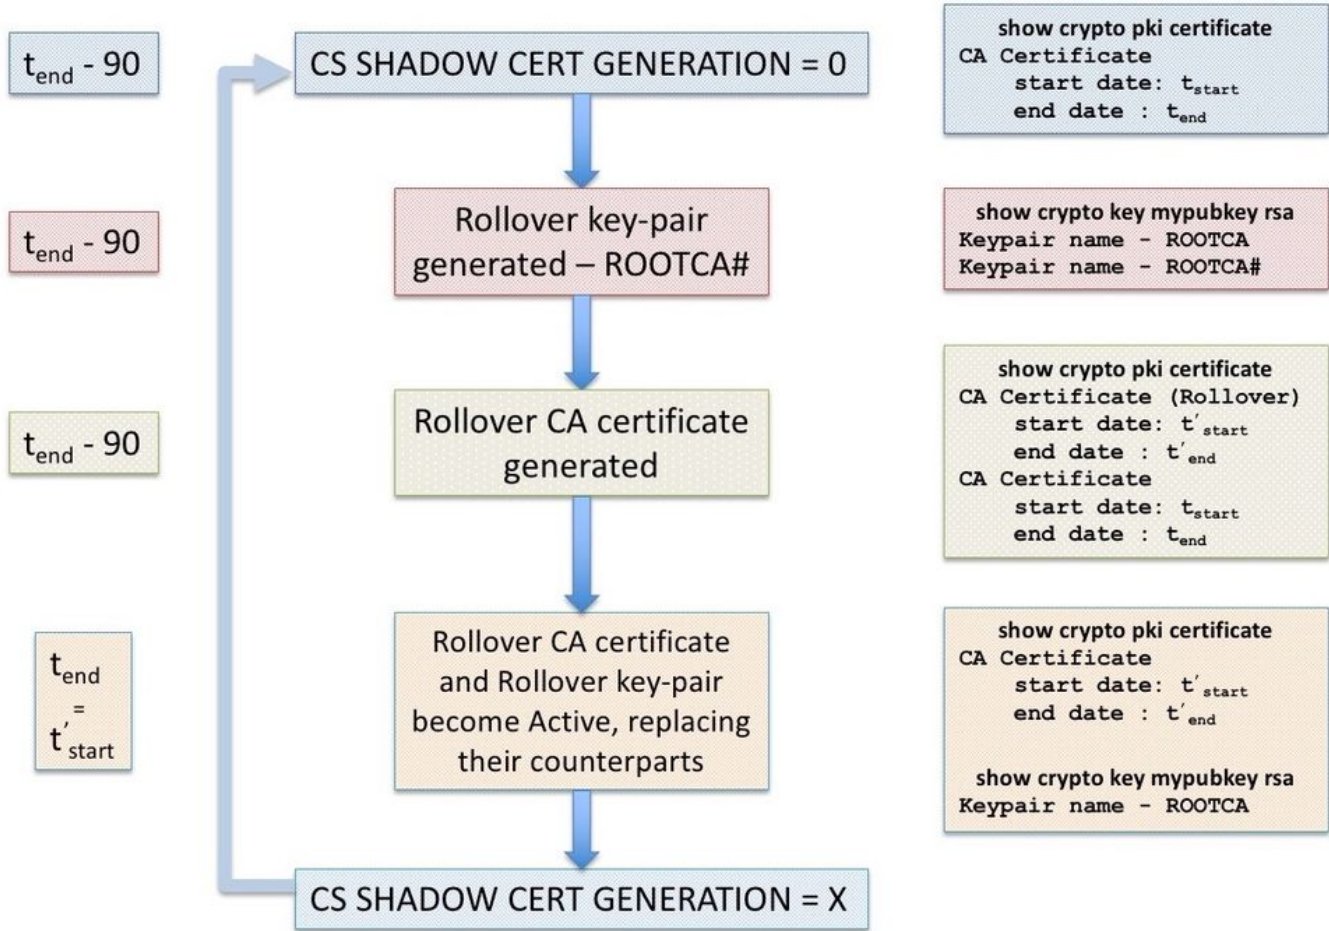 t_end - 90
CS SHADOW CERT GENERATION = 0
show crypto pki certificate
CA Certificate
start date: t_start
end date : t_end
t_end - 90
Rollover key-pair
generated – ROOTCA#
show crypto key mypubkey rsa
Keypair name - ROOTCA
Keypair name - ROOTCA#
t_end - 90
Rollover CA certificate
generated
show crypto pki certificate
CA Certificate (Rollover)
start date: t'_start
end date : t'_end
CA Certificate
start date: t_start
end date : t_end
t_end
=
t'_start
Rollover CA certificate
and Rollover key-pair
become Active, replacing
their counterparts
show crypto pki certificate
CA Certificate
start date: t'_start
end date : t'_end
show crypto key mypubkey rsa
Keypair name - ROOTCA
CS SHADOW CERT GENERATION = X